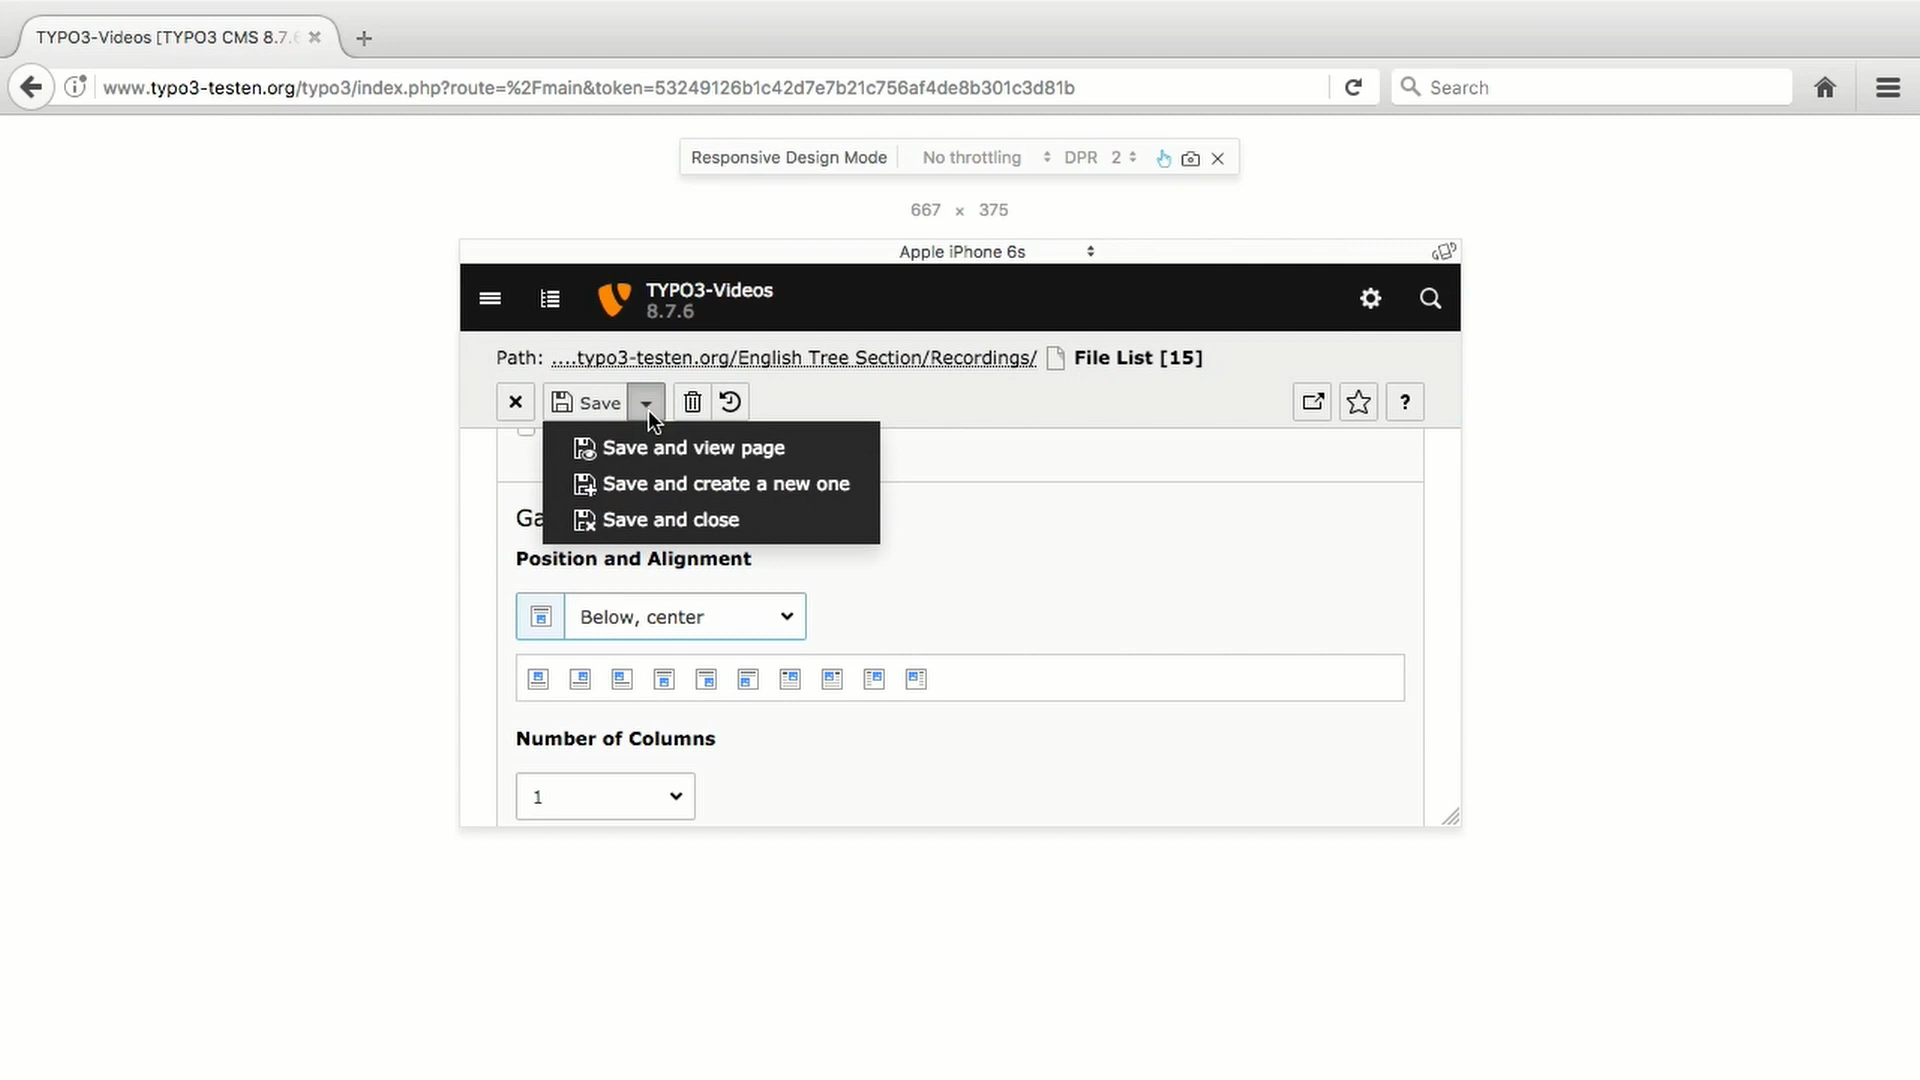 TYPO3-Videos [TYPO3 CMS 8.7.6
www.typo3-testen.org/typo3/index.php?route=%2Fmain&token=53249126b1c42d7e7b21c756af4de8b301c3d81b
Search
Responsive Design Mode No throttling DPR 2
667 x 375
Apple iPhone 6s
TYPO3-Videos
8.7.6
Path: ....typo3-testen.org/English Tree Section/Recordings/ File List [15]
Save
?
Save and view page
Save and create a new one
Save and close
Ga
Position and Alignment
Below, center
Number of Columns
1